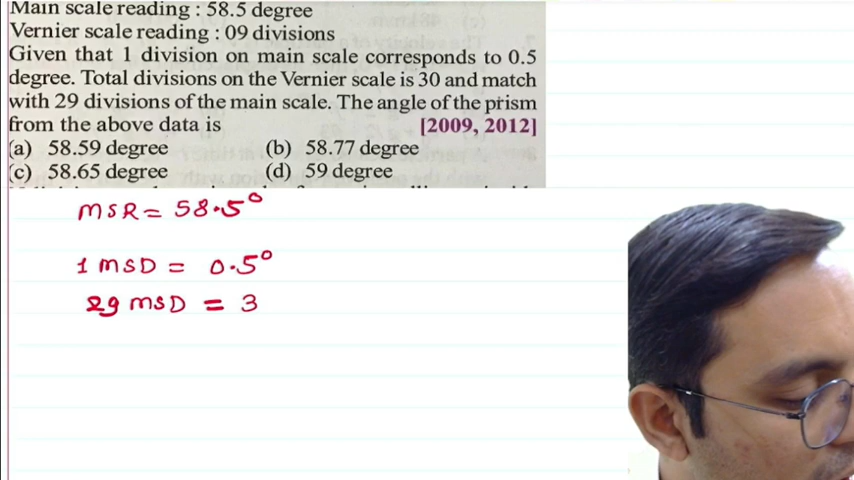 Main scale reading : 58.5 degree
Vernier scale reading : 09 divisions
Given that 1 division on main scale corresponds to 0.5
degree. Total divisions on the Vernier scale is 30 and match
with 29 divisions of the main scale. The angle of the prism
from the above data is [2009, 2012]
(a) 58.59 degree (b) 58.77 degree
(c) 58.65 degree (d) 59 degree
MSR = 58.5°
1 MSD = 0.5°
29 MSD = 3